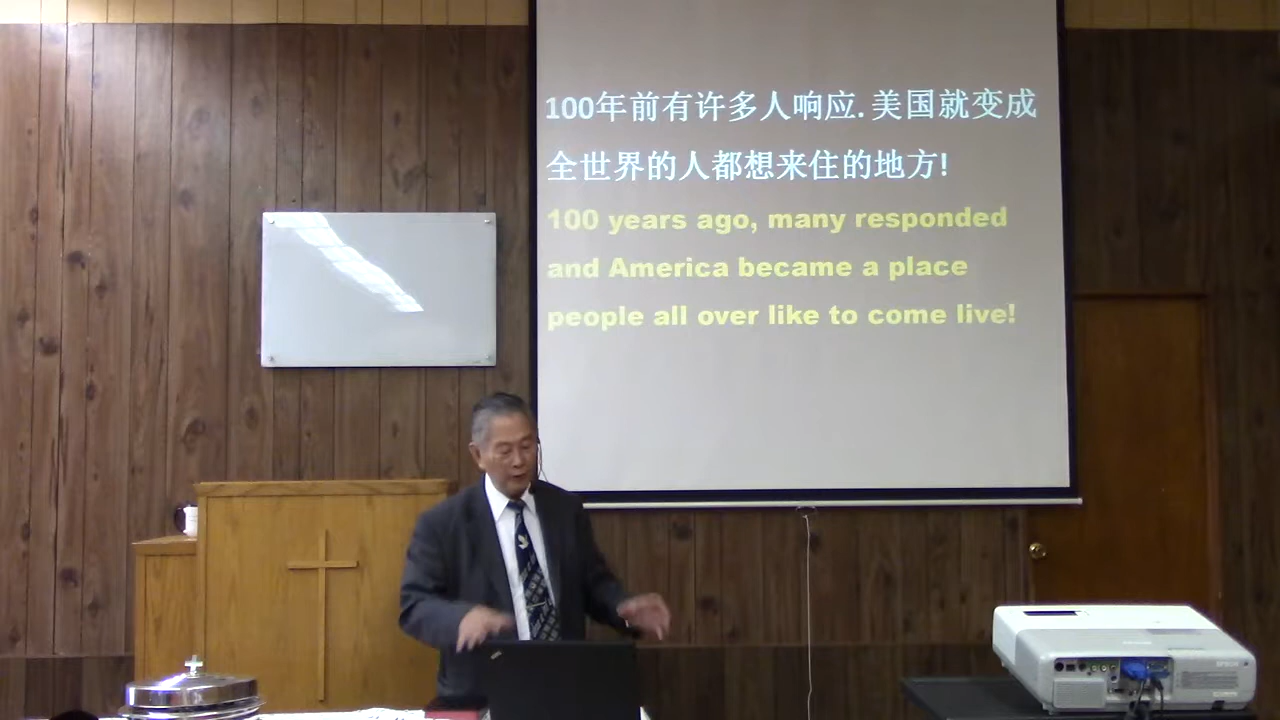 100年前有许多人响应.美国就变成
全世界的人都想来住的地方!
100 years ago, many responded
and America became a place
people all over like to come live!
EPSON